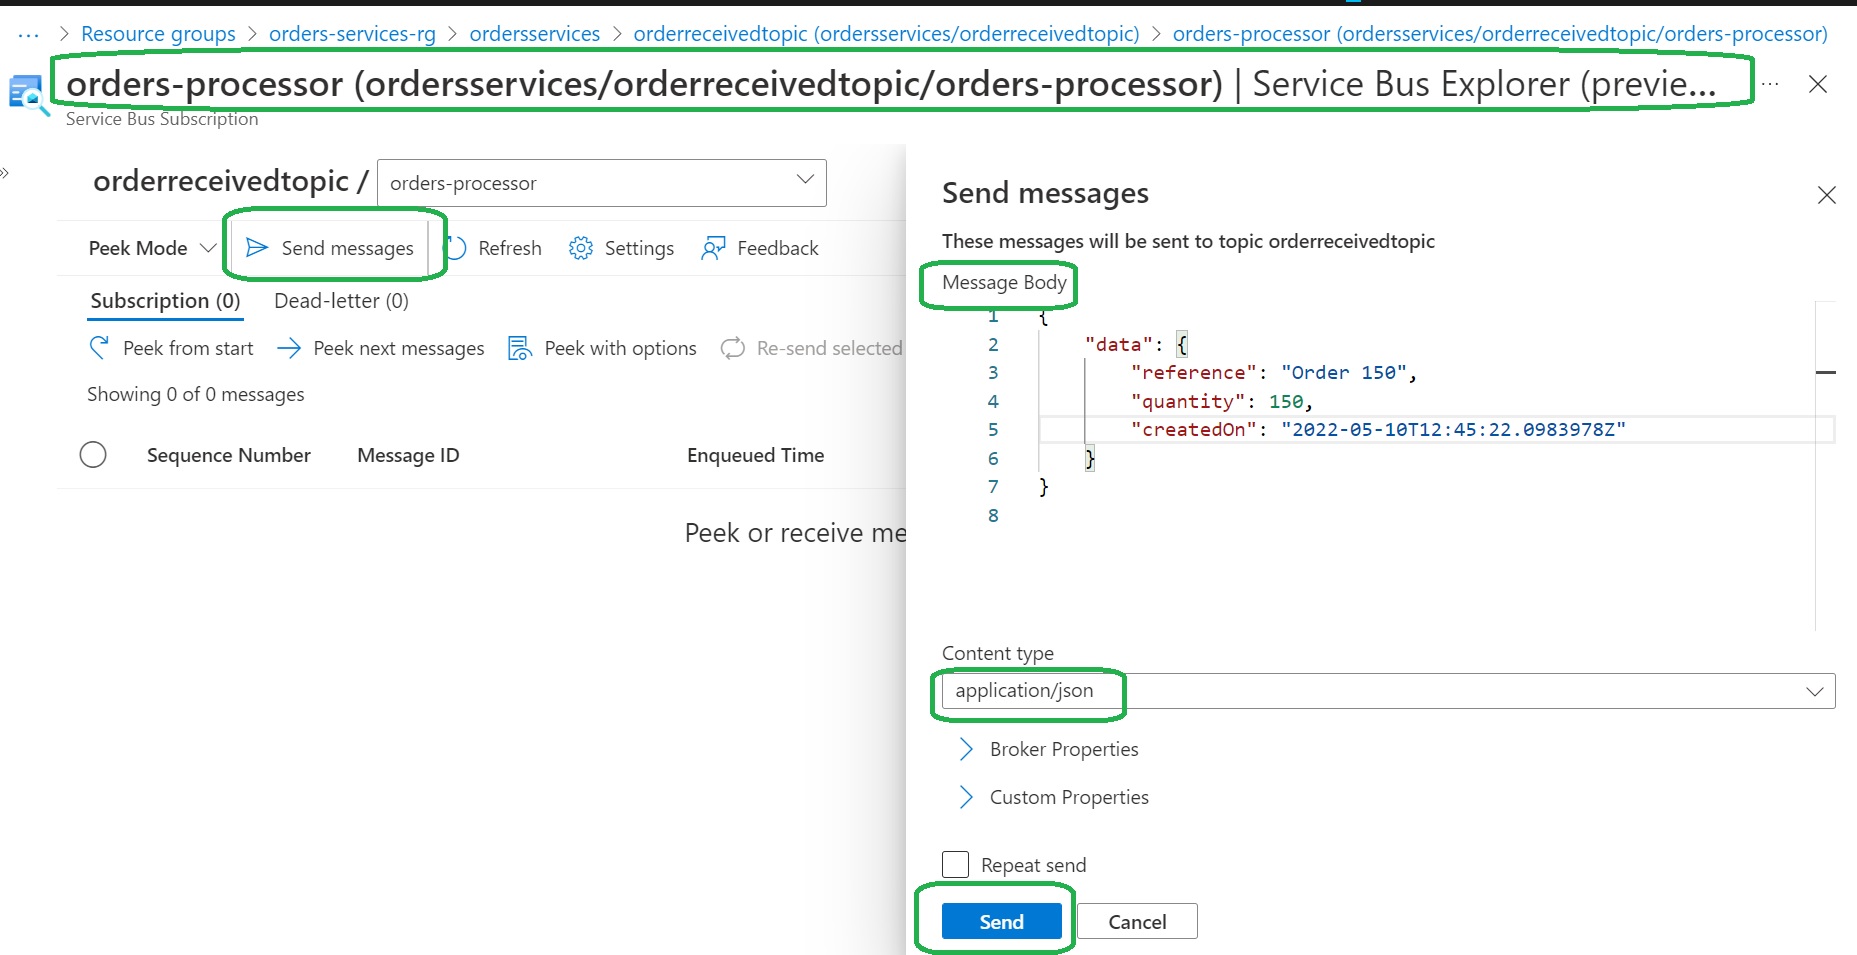 ... > Resource groups > orders-services-rg > ordersservices > orderreceivedtopic (ordersservices/orderreceivedtopic) > orders-processor (ordersservices/orderreceivedtopic/orders-processor)
orders-processor (ordersservices/orderreceivedtopic/orders-processor) | Service Bus Explorer (previe... ...
Service Bus Subscription
orderreceivedtopic / orders-processor
Peek Mode Send messages Refresh Settings Feedback
Subscription (0) Dead-letter (0)
Peek from start Peek next messages Peek with options Re-send selected
Showing 0 of 0 messages
Sequence Number Message ID Enqueued Time
Peek or receive me
Send messages
These messages will be sent to topic orderreceivedtopic
Message Body
1 {
2 "data": {
3 "reference": "Order 150",
4 "quantity": 150,
5 "createdOn": "2022-05-10T12:45:22.0983978Z"
6 }
7 }
8
Content type
application/json
Broker Properties
Custom Properties
Repeat send
Send Cancel